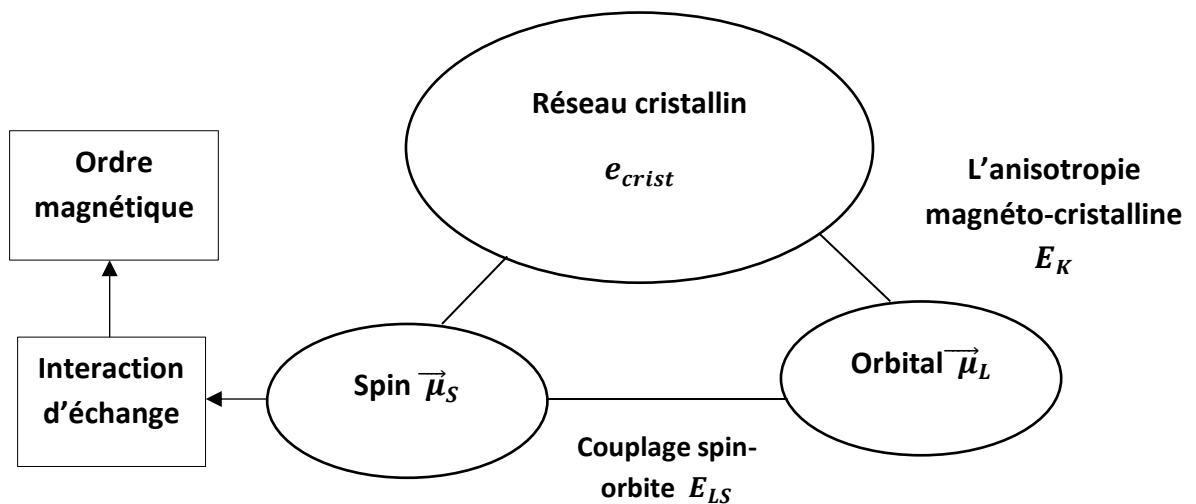 Réseau cristallin
e_crist
Ordre
magnétique
L’anisotropie
magnéto-cristalline
E_K
Interaction
d’échange
Spin μ⃗_S
Orbital μ⃗_L
Couplage spin-
orbite E_LS